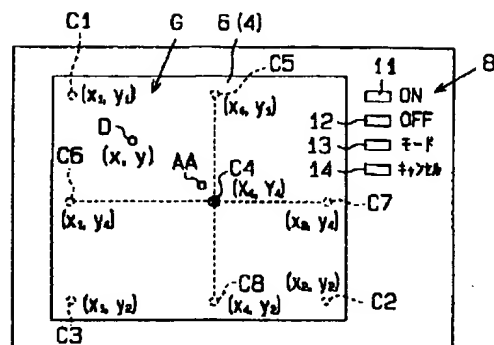 C1
G
6 (4)
C5
11
8
(x₁, y₁)
(x₄, y₁)
ON
D
12
OFF
(x, y)
13
モード
C6
AA
C4
14
キャンセル
(x₄, y₄)
C7
(x₁, y₄)
(x₂, y₄)
C8
(x₂, y₂)
(x₁, y₂)
(x₄, y₂)
C2
C3